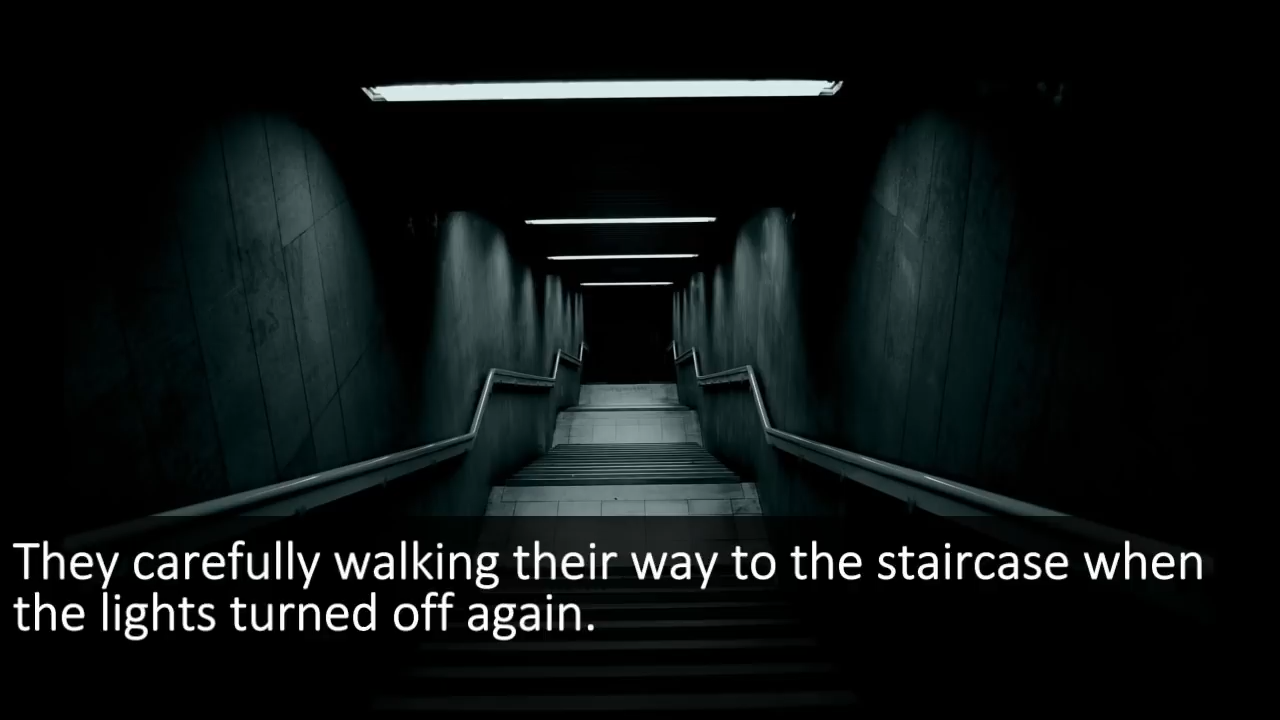 They carefully walking their way to the staircase when
the lights turned off again.